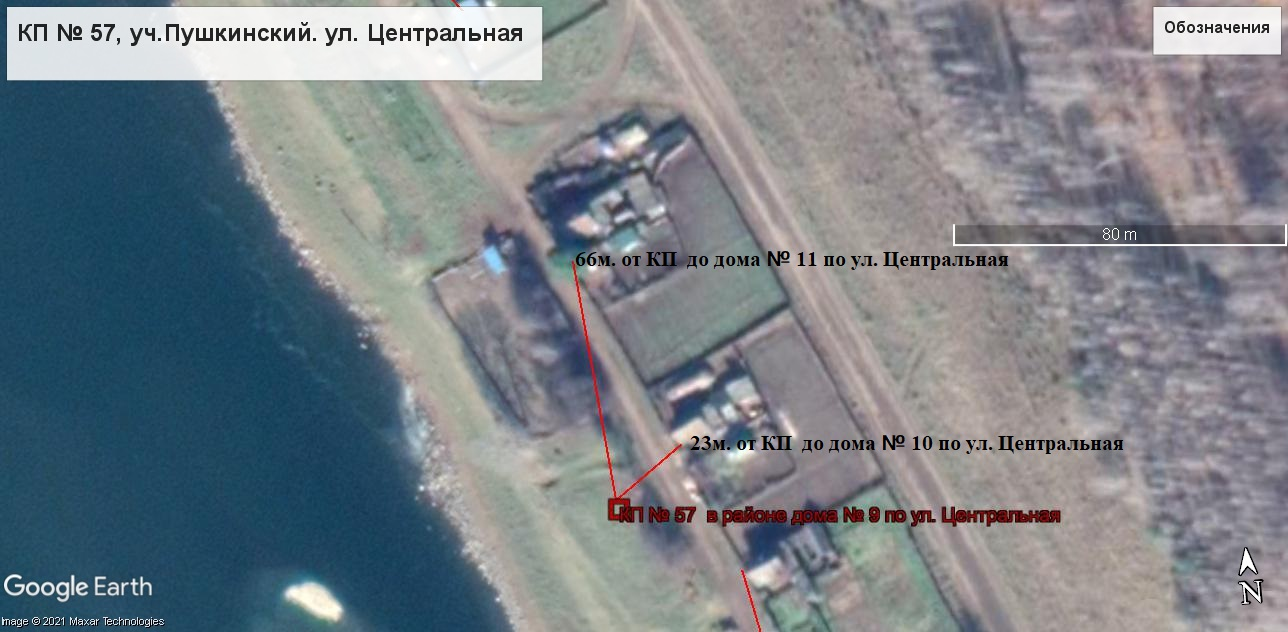 КП № 57, уч.Пушкинский. ул. Центральная
Обозначения
80 m
66м. от КП до дома № 11 по ул. Центральная
23м. от КП до дома № 10 по ул. Центральная
КП № 57 в районе дома № 9 по ул. Центральная
N
Google Earth
Image © 2021 Maxar Technologies